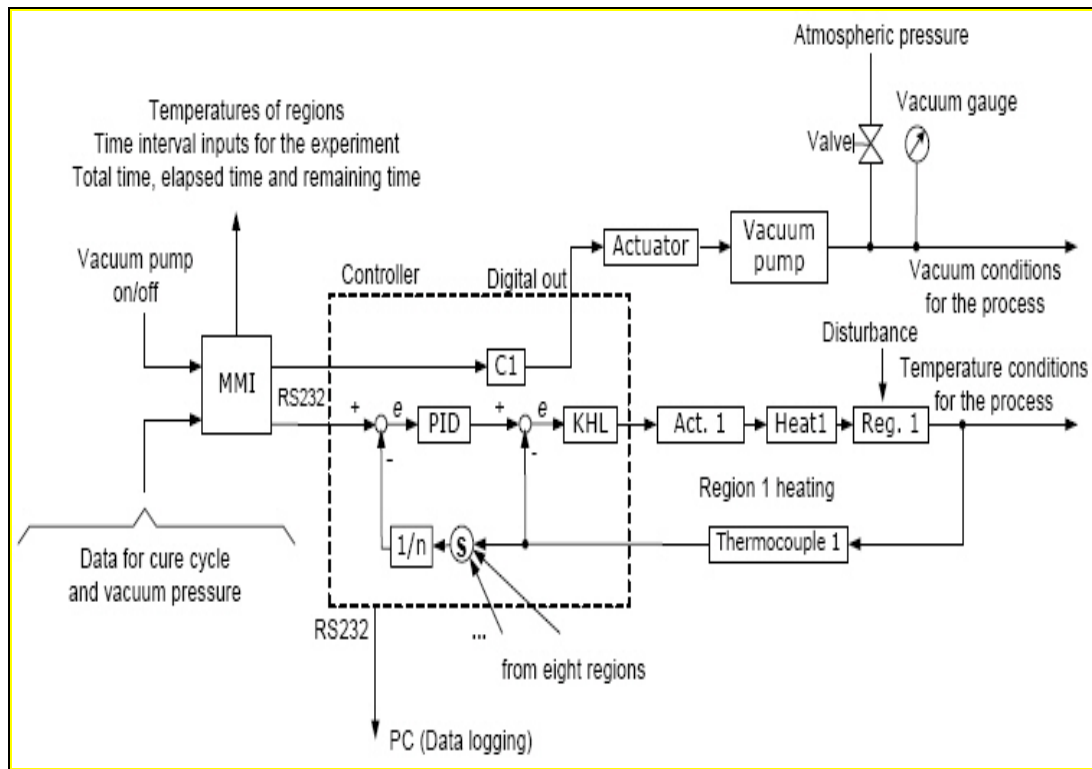 Atmospheric pressure
Vacuum gauge
Valvel
Temperatures of regions
Time interval inputs for the experiment
Total time, elapsed time and remaining time
Vacuum pump
on/off
Actuator
Vacuum
pump
Vacuum conditions
for the process
Controller
Digital out
C1
MMI
RS232
+
e
PID
+
e
KHL
Act. 1
Heat1
Reg. 1
Disturbance
Temperature conditions
for the process
-
-
Region 1 heating
Thermocouple 1
1/n
S
Data for cure cycle
and vacuum pressure
RS232
...
from eight regions
PC (Data logging)